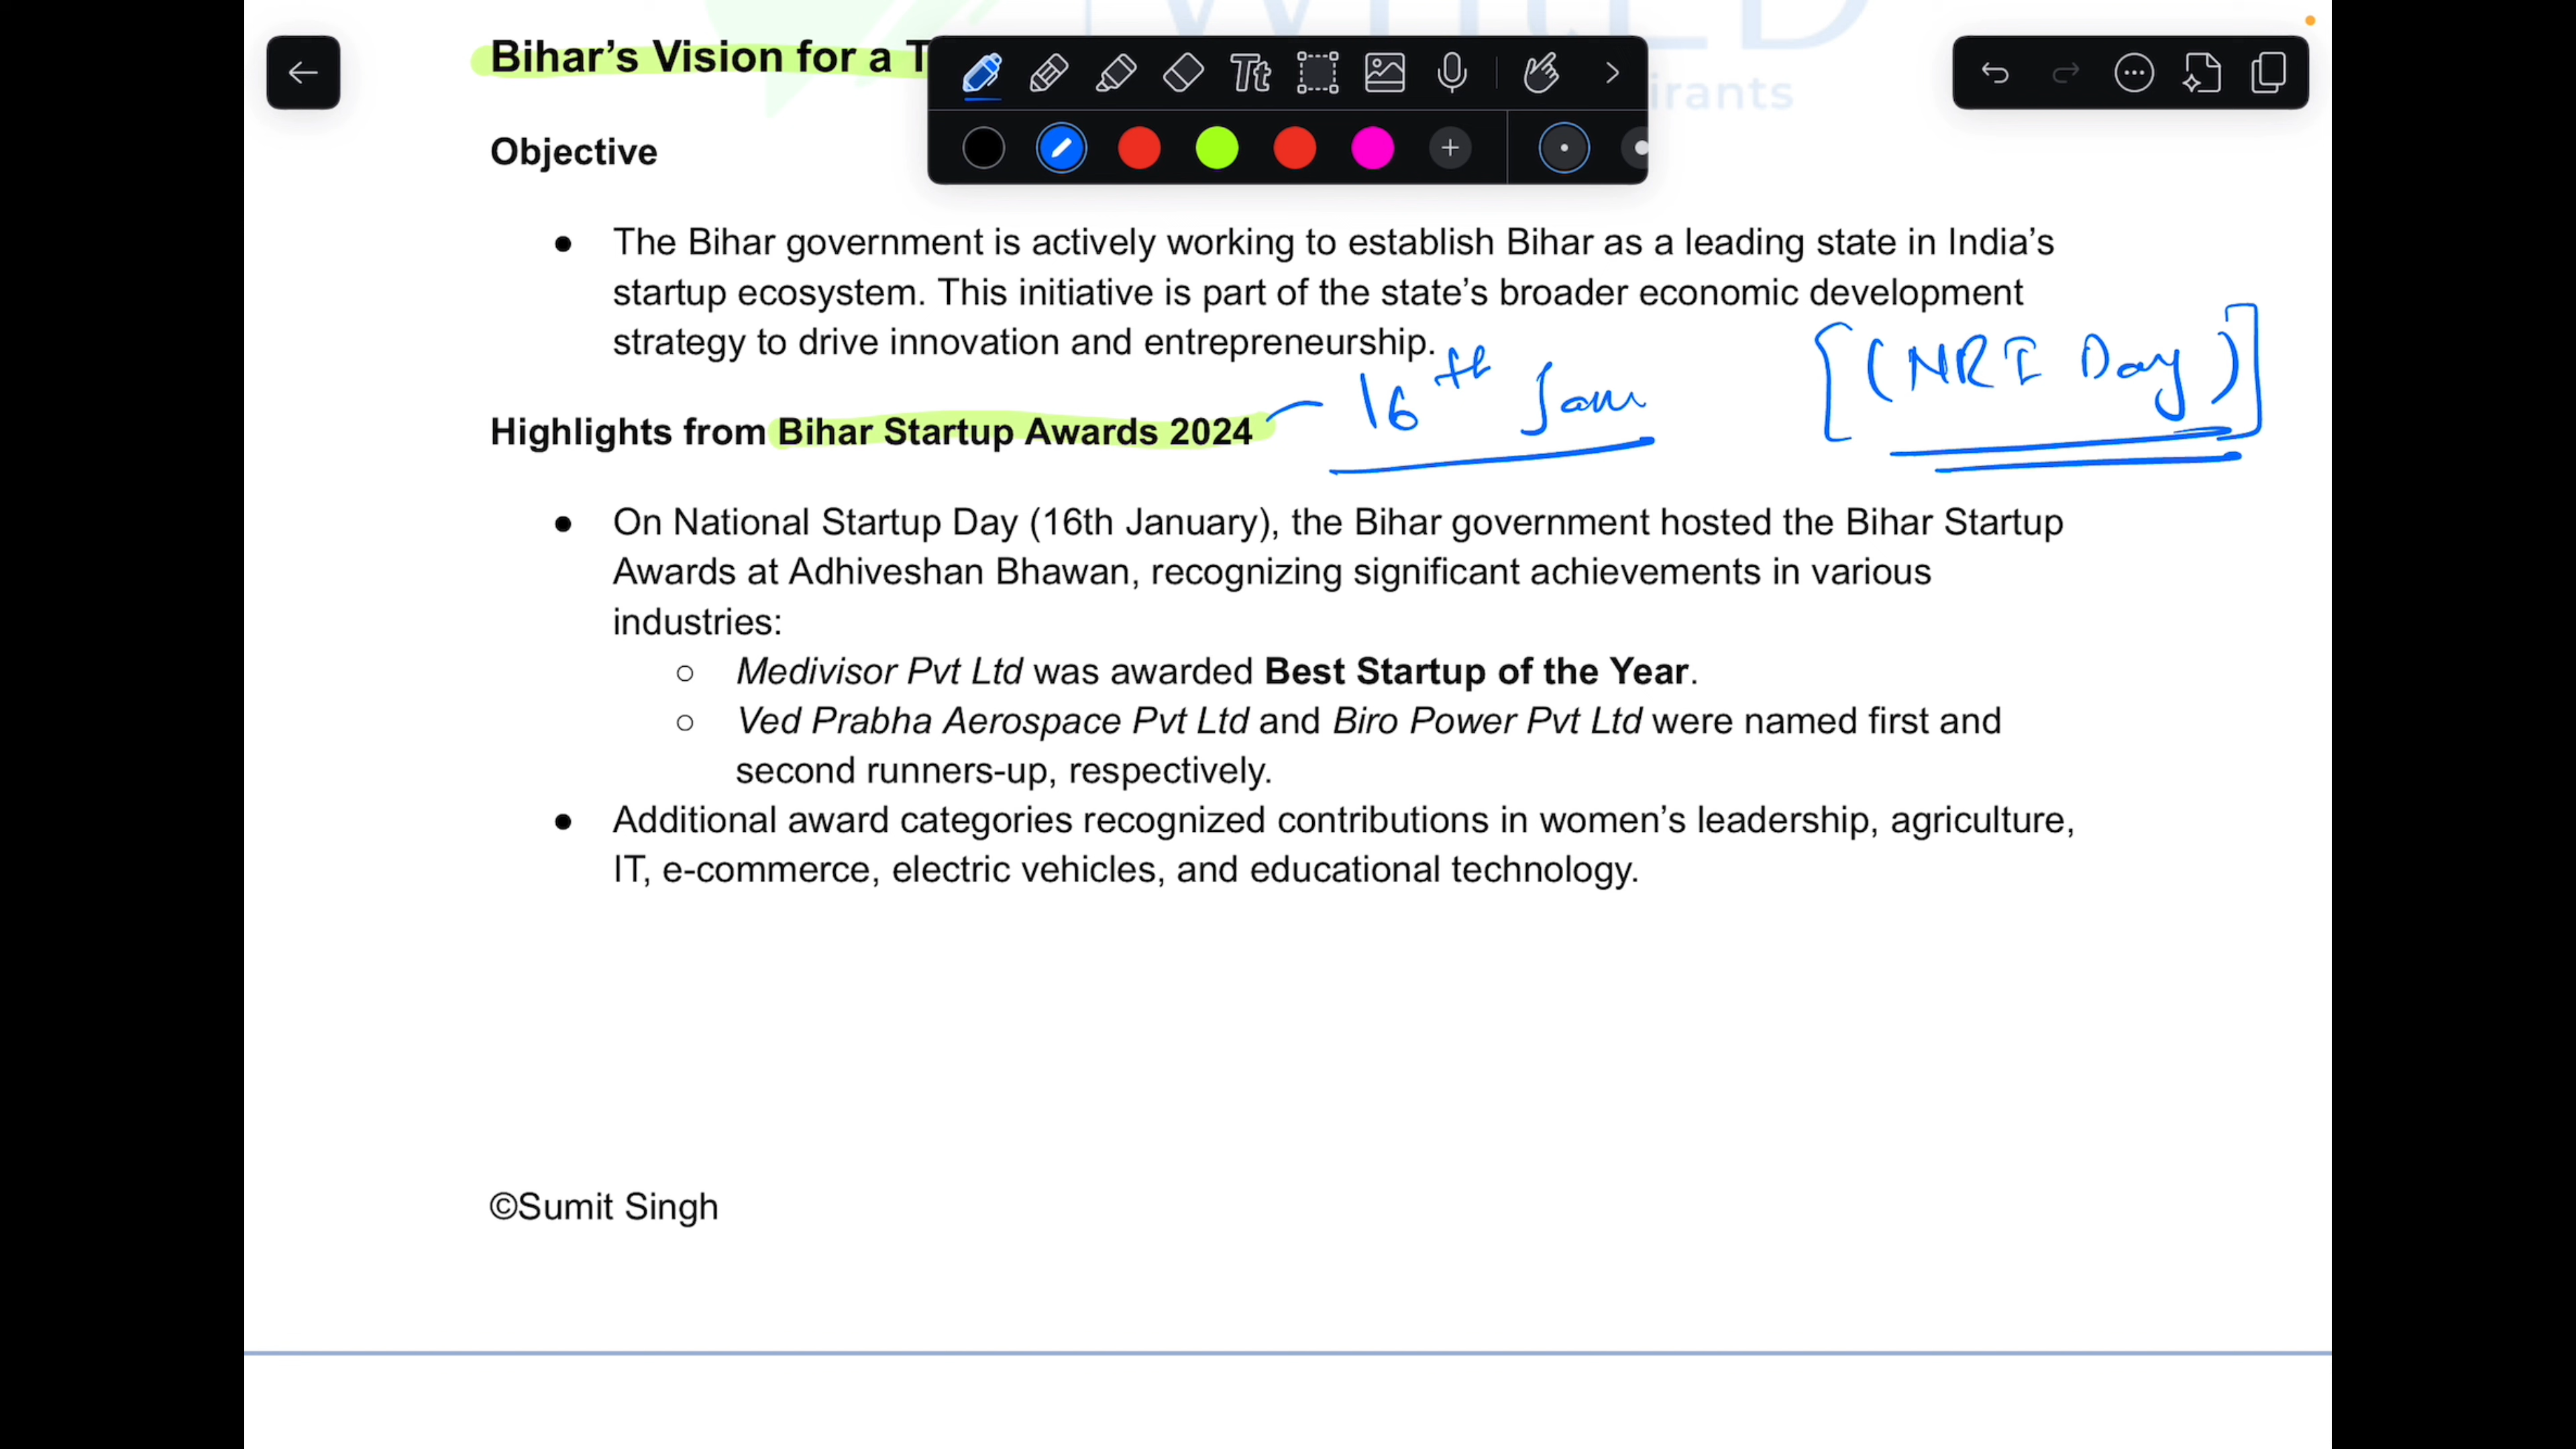 Bihar’s Vision for a T
irants
Objective
● The Bihar government is actively working to establish Bihar as a leading state in India’s
startup ecosystem. This initiative is part of the state’s broader economic development
strategy to drive innovation and entrepreneurship.
[(NRI Day)]
Highlights from Bihar Startup Awards 2024 - 16th Jan
● On National Startup Day (16th January), the Bihar government hosted the Bihar Startup
Awards at Adhiveshan Bhawan, recognizing significant achievements in various
industries:
○ Medivisor Pvt Ltd was awarded Best Startup of the Year.
○ Ved Prabha Aerospace Pvt Ltd and Biro Power Pvt Ltd were named first and
second runners-up, respectively.
● Additional award categories recognized contributions in women’s leadership, agriculture,
IT, e-commerce, electric vehicles, and educational technology.
©Sumit Singh